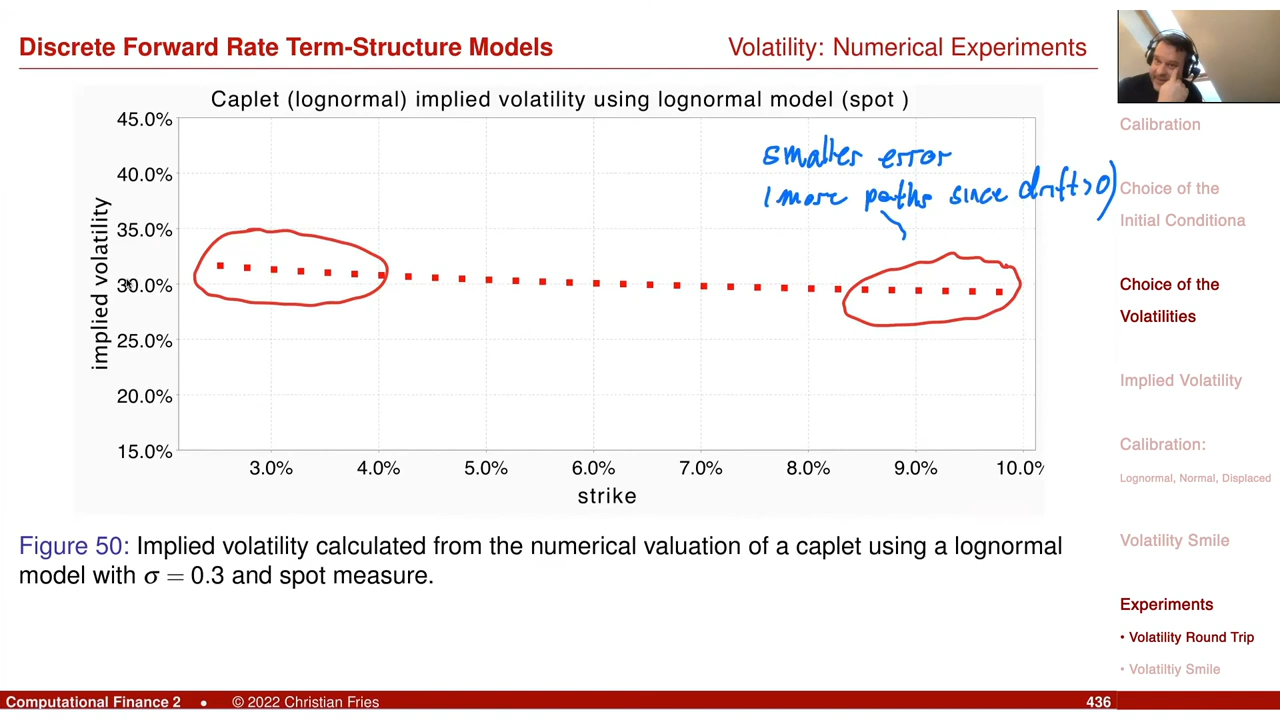 Discrete Forward Rate Term-Structure Models
Volatility: Numerical Experiments
Caplet (lognormal) implied volatility using lognormal model (spot )
45.0%
40.0%
35.0%
30.0%
25.0%
20.0%
15.0%
implied volatility
smaller error
(more paths since drift>0)
3.0% 4.0% 5.0% 6.0% 7.0% 8.0% 9.0% 10.0%
strike
Figure 50: Implied volatility calculated from the numerical valuation of a caplet using a lognormal
model with σ = 0.3 and spot measure.
Calibration
Choice of the
Initial Conditiona
Choice of the
Volatilities
Implied Volatility
Calibration:
Lognormal, Normal, Displaced
Volatility Smile
Experiments
• Volatility Round Trip
• Volatiltiy Smile
Computational Finance 2 • © 2022 Christian Fries 436